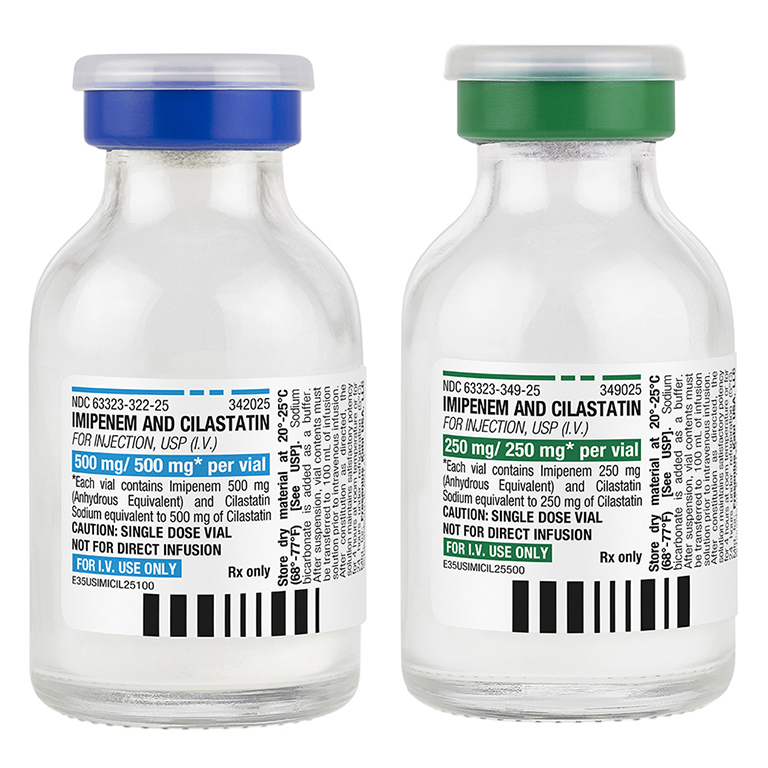 NDC 63323-322-25 342025
IMIPENEM AND CILASTATIN
FOR INJECTION, USP (I.V.)
500 mg/ 500 mg* per vial
*Each vial contains Imipenem 500 mg
(Anhydrous Equivalent) and Cilastatin
Sodium equivalent to 500 mg of Cilastatin
CAUTION: SINGLE DOSE VIAL
NOT FOR DIRECT INFUSION
FOR I.V. USE ONLY
Rx only
E35USIMICIL25100
Store dry material at 20°-25°C
(68°-77°F) [See USP]. Sodium
bicarbonate is added as a buffer.
After suspension, vial contents must
be transferred to 100 mL of infusion
solution prior to intravenous infusion.
After constitution as directed, the
solution maintains satisfactory potency
NDC 63323-349-25 349025
IMIPENEM AND CILASTATIN
FOR INJECTION, USP (I.V.)
250 mg/ 250 mg* per vial
*Each vial contains Imipenem 250 mg
(Anhydrous Equivalent) and Cilastatin
Sodium equivalent to 250 mg of Cilastatin
CAUTION: SINGLE DOSE VIAL
NOT FOR DIRECT INFUSION
FOR I.V. USE ONLY
Rx only
E35USIMICIL25500
Store dry material at 20°-25°C
(68°-77°F) [See USP]. Sodium
bicarbonate is added as a buffer.
After suspension, vial contents must
be transferred to 100 mL of infusion
solution prior to intravenous infusion.
After constitution as directed, the
solution maintains satisfactory potency